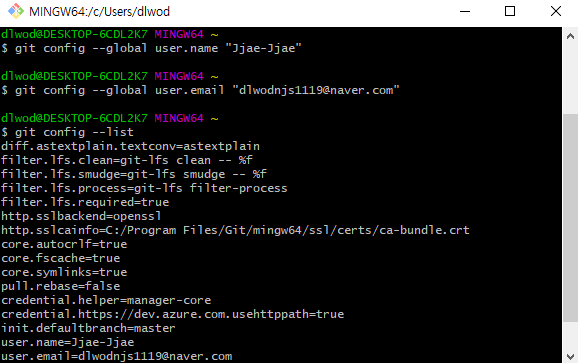 MINGW64:/c/Users/dlwod
dlwod@DESKTOP-6CDL2K7 MINGW64 ~
$ git config --global user.name "Jjae-Jjae"
dlwod@DESKTOP-6CDL2K7 MINGW64 ~
$ git config --global user.email "dlwodnjs1119@naver.com"
dlwod@DESKTOP-6CDL2K7 MINGW64 ~
$ git config --list
diff.astextplain.textconv=astextplain
filter.lfs.clean=git-lfs clean -- %f
filter.lfs.smudge=git-lfs smudge -- %f
filter.lfs.process=git-lfs filter-process
filter.lfs.required=true
http.sslbackend=openssl
http.sslcainfo=C:/Program Files/Git/mingw64/ssl/certs/ca-bundle.crt
core.autocrlf=true
core.fscache=true
core.symlinks=true
pull.rebase=false
credential.helper=manager-core
credential.https://dev.azure.com.usehttppath=true
init.defaultbranch=master
user.name=Jjae-Jjae
user.email=dlwodnjs1119@naver.com